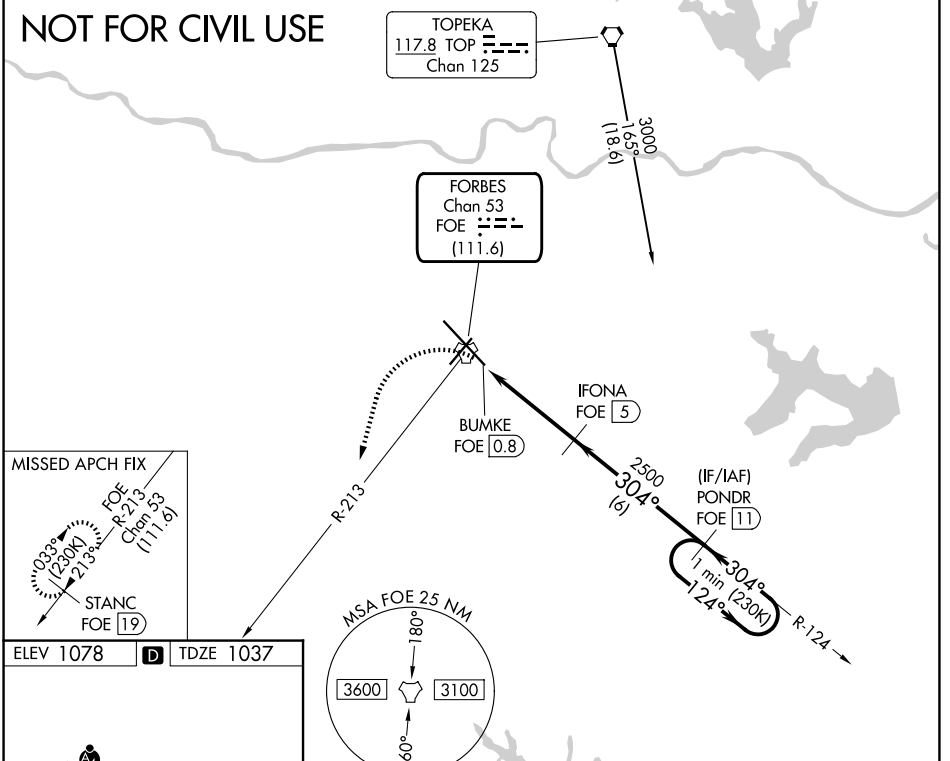 NOT FOR CIVIL USE
TOPEKA
117.8 TOP
Chan 125
3000
165°
(18.6)
FORBES
Chan 53
FOE
(111.6)
IFONA
FOE 5
BUMKE
FOE 0.8
2500
304°
(6)
(IF/IAF)
PONDR
FOE 11
304°
1 min (230K)
124°
R-124
R-213
MISSED APCH FIX
FOE
R-213
Chan 53
(111.6)
033°
(230K)
213°
STANC
FOE 19
ELEV 1078 D TDZE 1037
MSA FOE 25 NM
180°
3600
3100